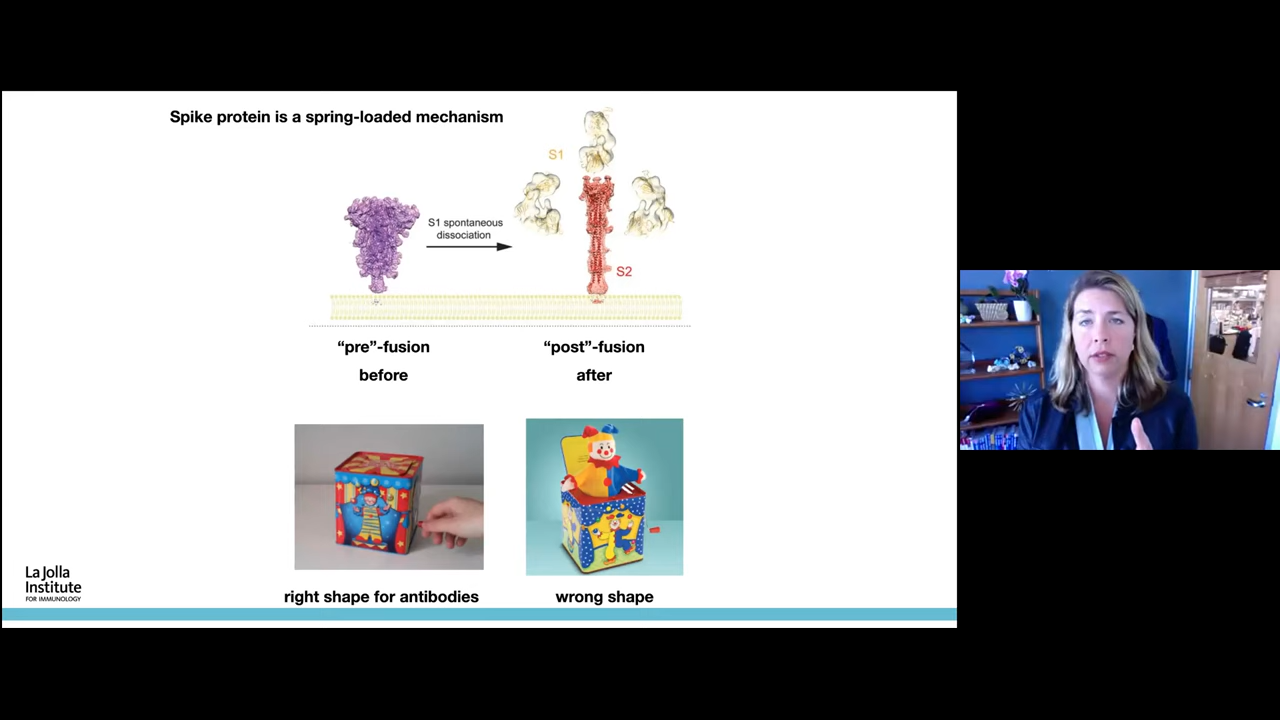 Spike protein is a spring-loaded mechanism
S1
S1 spontaneous
dissociation
S2
“pre”-fusion
“post”-fusion
before
after
right shape for antibodies
wrong shape
La Jolla
Institute
FOR IMMUNOLOGY